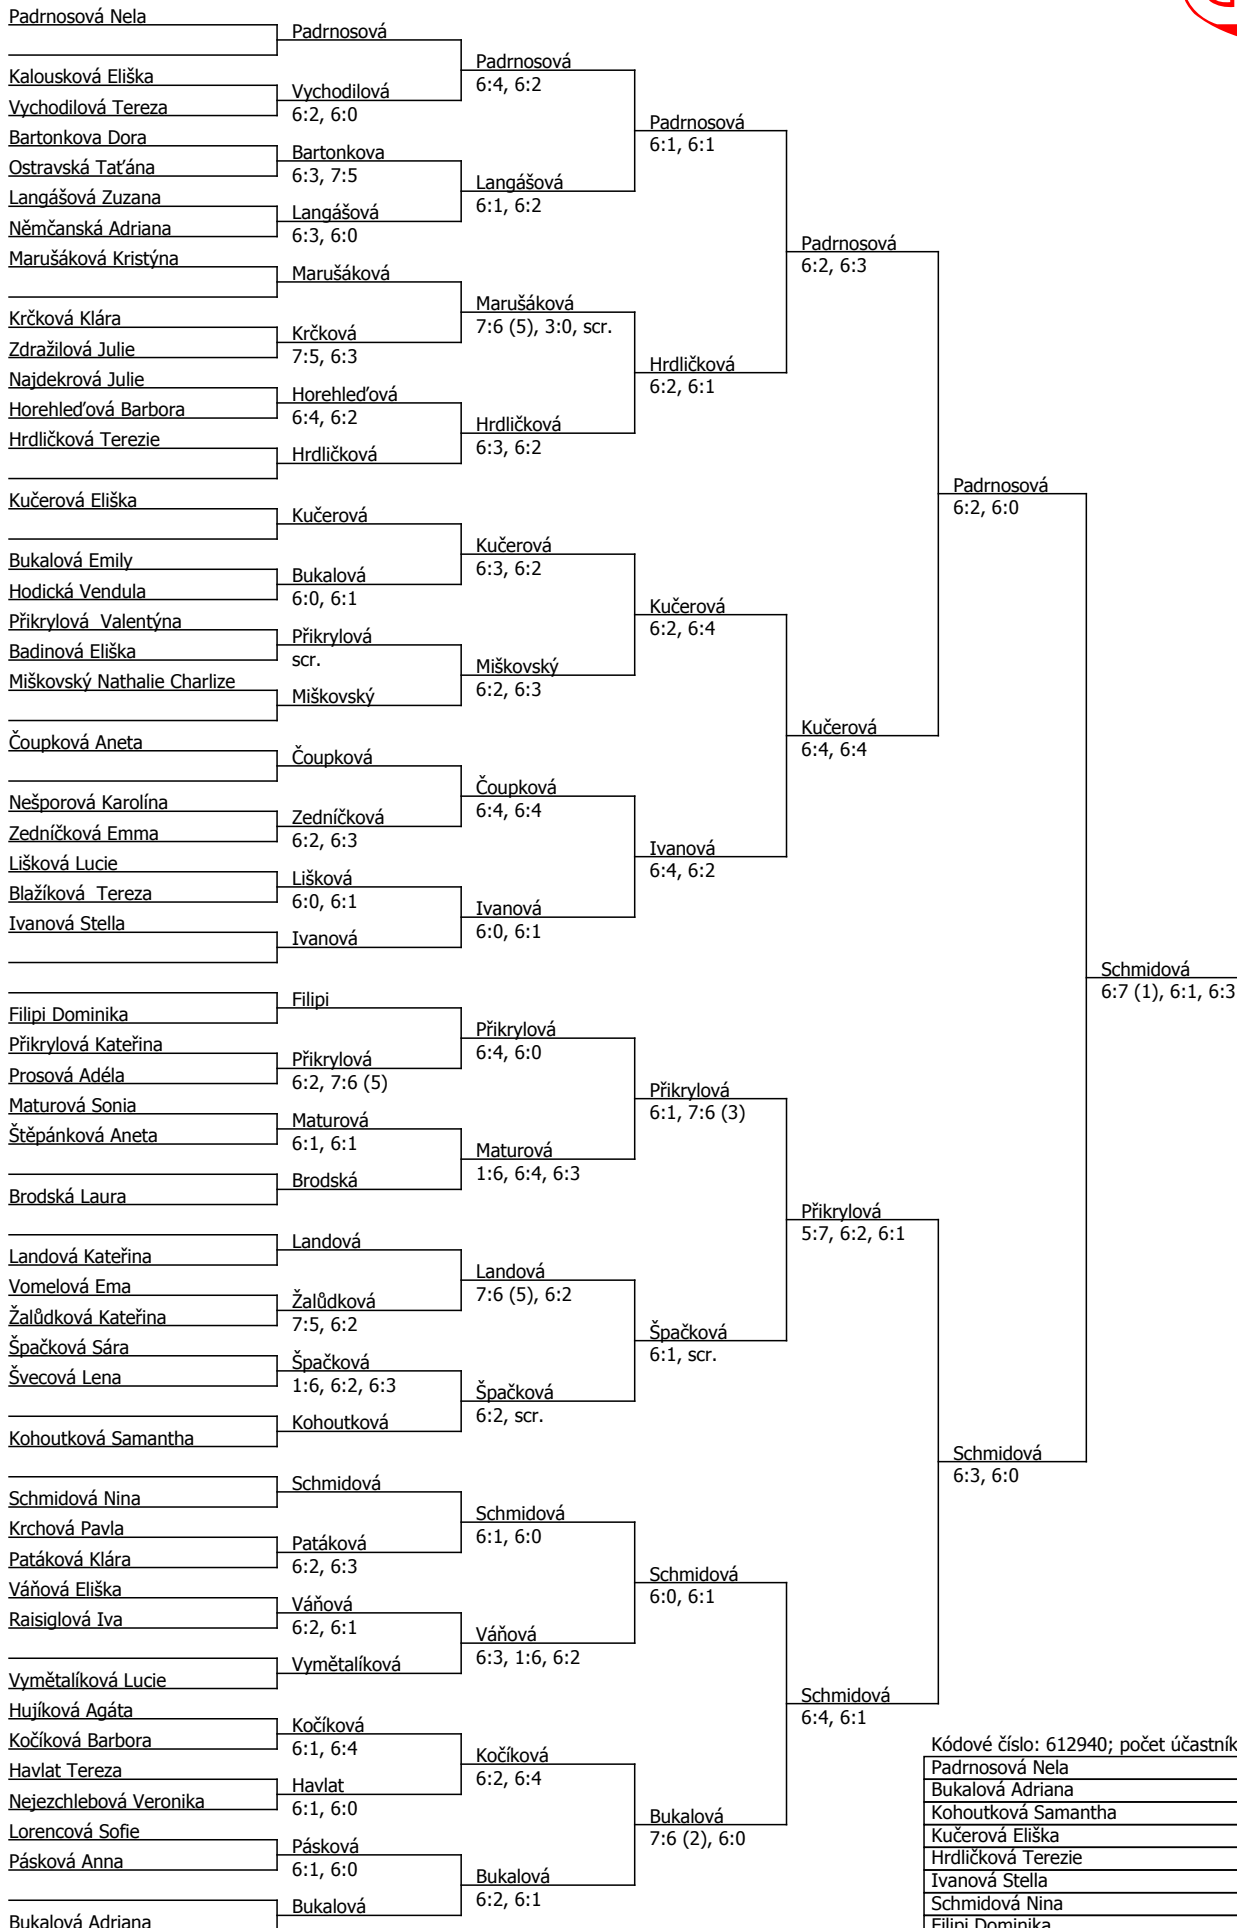 Padrnosová Nela
Kalousková Eliška
Vychodilová Tereza
Bartonkova Dora
Ostravská Taťána
Langášová Zuzana
Němčanská Adriana
Marušáková Kristýna
Krčková Klára
Zdražilová Julie
Najdekrová Julie
Horehleďová Barbora
Hrdličková Terezie
Kučerová Eliška
Bukalová Emily
Hodická Vendula
Přikrylová  Valentýna
Badinová Eliška
Miškovský Nathalie Charlize
Čoupková Aneta
Nešporová Karolína
Zedníčková Emma
Lišková Lucie
Blažíková  Tereza
Ivanová Stella
Filipi Dominika
Přikrylová Kateřina
Prosová Adéla
Maturová Sonia
Štěpánková Aneta
Brodská Laura
Landová Kateřina
Vomelová Ema
Žalůdková Kateřina
Špačková Sára
Švecová Lena
Kohoutková Samantha
Schmidová Nina
Krchová Pavla
Patáková Klára
Váňová Eliška
Raisiglová Iva
Vymětalíková Lucie
Hujíková Agáta
Kočíková Barbora
Havlat Tereza
Nejezchlebová Veronika
Lorencová Sofie
Pásková Anna
Bukalová Adriana
Padrnosová
Vychodilová
6:2, 6:0
Bartonkova
6:3, 7:5
Langášová
6:3, 6:0
Marušáková
Krčková
7:5, 6:3
Horehleďová
6:4, 6:2
Hrdličková
Kučerová
Bukalová
6:0, 6:1
Přikrylová
scr.
Miškovský
Čoupková
Zedníčková
6:2, 6:3
Lišková
6:0, 6:1
Ivanová
Filipi
Přikrylová
6:2, 7:6 (5)
Maturová
6:1, 6:1
Brodská
Landová
Žalůdková
7:5, 6:2
Špačková
1:6, 6:2, 6:3
Kohoutková
Schmidová
Patáková
6:2, 6:3
Váňová
6:2, 6:1
Vymětalíková
Kočíková
6:1, 6:4
Havlat
6:1, 6:0
Pásková
6:1, 6:0
Bukalová
Padrnosová
6:4, 6:2
Langášová
6:1, 6:2
Marušáková
7:6 (5), 3:0, scr.
Hrdličková
6:3, 6:2
Kučerová
6:3, 6:2
Miškovský
6:2, 6:3
Čoupková
6:4, 6:4
Ivanová
6:0, 6:1
Přikrylová
6:4, 6:0
Maturová
1:6, 6:4, 6:3
Landová
7:6 (5), 6:2
Špačková
6:2, scr.
Schmidová
6:1, 6:0
Váňová
6:3, 1:6, 6:2
Kočíková
6:2, 6:4
Bukalová
6:2, 6:1
Padrnosová
6:1, 6:1
Hrdličková
6:2, 6:1
Kučerová
6:2, 6:4
Ivanová
6:4, 6:2
Přikrylová
6:1, 7:6 (3)
Špačková
6:1, scr.
Schmidová
6:0, 6:1
Bukalová
7:6 (2), 6:0
Padrnosová
6:2, 6:3
Kučerová
6:4, 6:4
Přikrylová
5:7, 6:2, 6:1
Schmidová
6:4, 6:1
Padrnosová
6:2, 6:0
Schmidová
6:3, 6:0
Schmidová
6:7 (1), 6:1, 6:3
Kódové číslo: 612940; počet účastník
Padrnosová Nela
Bukalová Adriana
Kohoutková Samantha
Kučerová Eliška
Hrdličková Terezie
Ivanová Stella
Schmidová Nina
Filipi Dominika